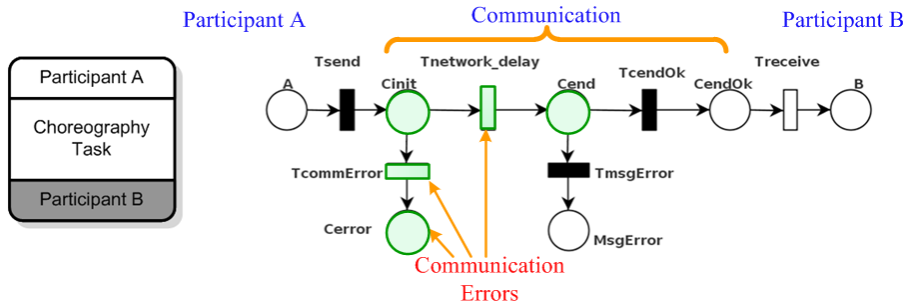 Participant A
Communication
Participant B
Participant A
Choreography
Task
Participant B
Tsend
Tnetwork_delay
TcendOk
Treceive
A
Cinit
Cend
CendOk
B
TcommError
TmsgError
Cerror
MsgError
Communication
Errors